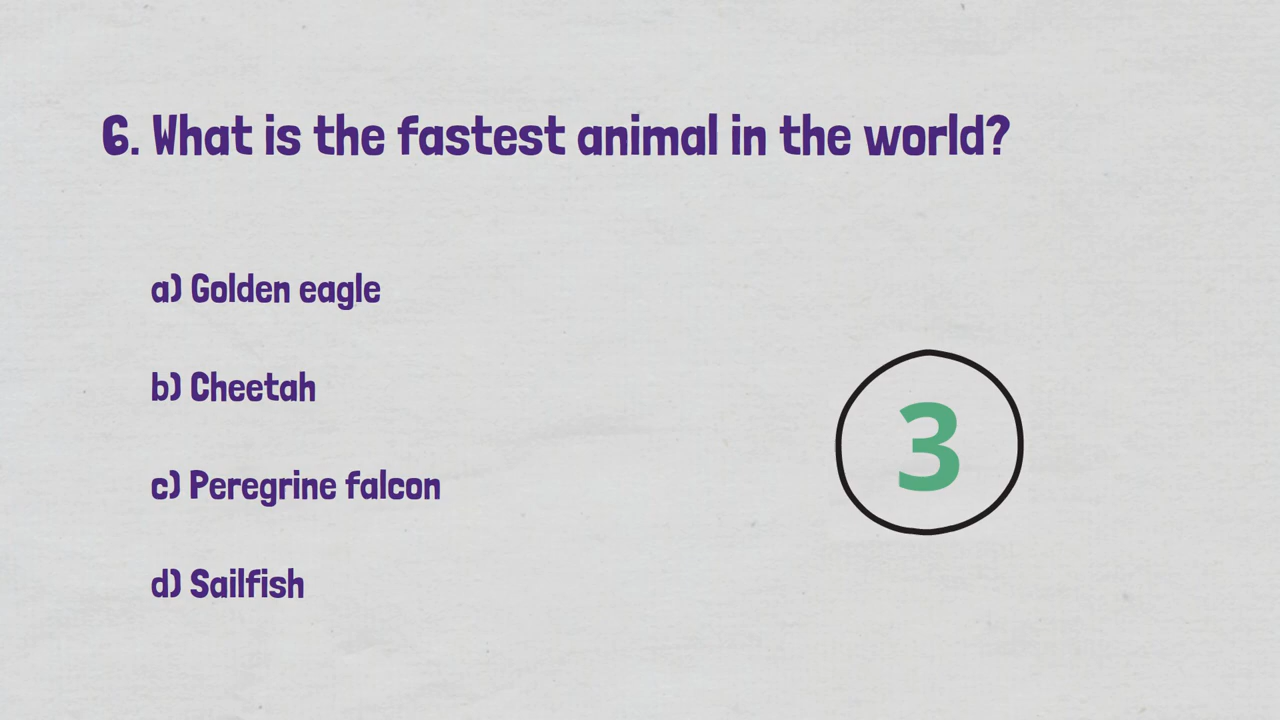 6. What is the fastest animal in the world?
a) Golden eagle
b) Cheetah
c) Peregrine falcon
3
d) Sailfish